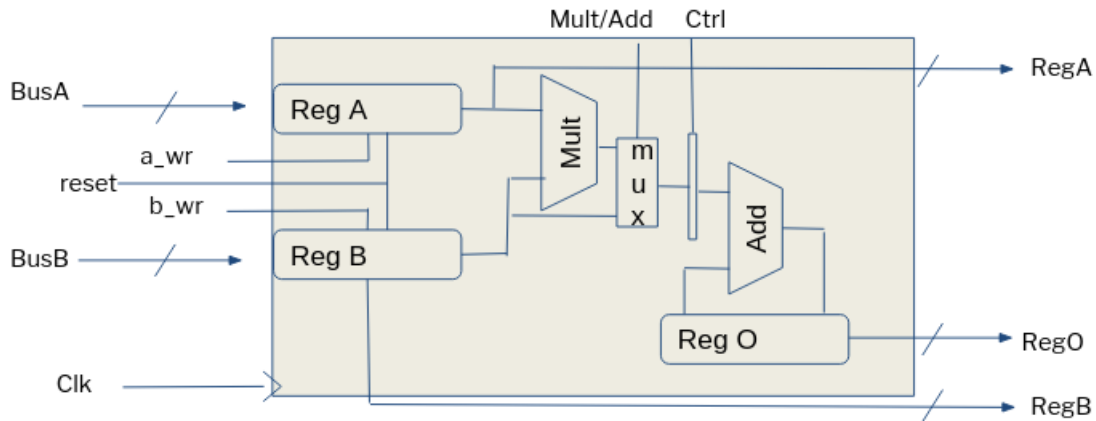 Mult/Add
Ctrl
BusA
RegA
Reg A
Mult
m
u
x
a_wr
reset
b_wr
Add
BusB
Reg B
Reg O
RegO
Clk
RegB